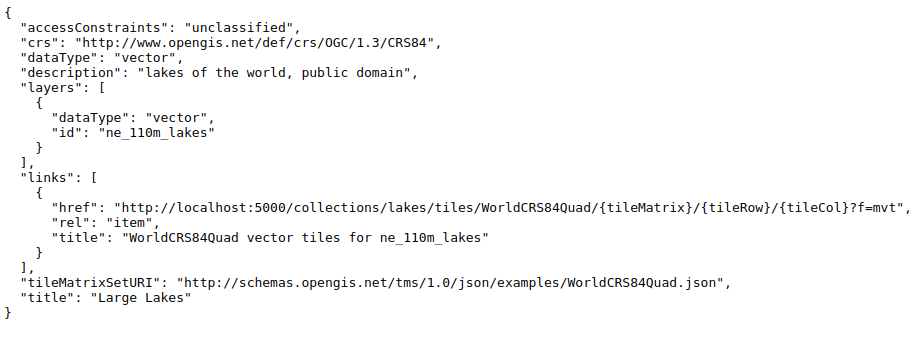 {
  "accessConstraints": "unclassified",
  "crs": "http://www.opengis.net/def/crs/OGC/1.3/CRS84",
  "dataType": "vector",
  "description": "lakes of the world, public domain",
  "layers": [
    {
      "dataType": "vector",
      "id": "ne_110m_lakes"
    }
  ],
  "links": [
    {
      "href": "http://localhost:5000/collections/lakes/tiles/WorldCRS84Quad/{tileMatrix}/{tileRow}/{tileCol}?f=mvt",
      "rel": "item",
      "title": "WorldCRS84Quad vector tiles for ne_110m_lakes"
    }
  ],
  "tileMatrixSetURI": "http://schemas.opengis.net/tms/1.0/json/examples/WorldCRS84Quad.json",
  "title": "Large Lakes"
}